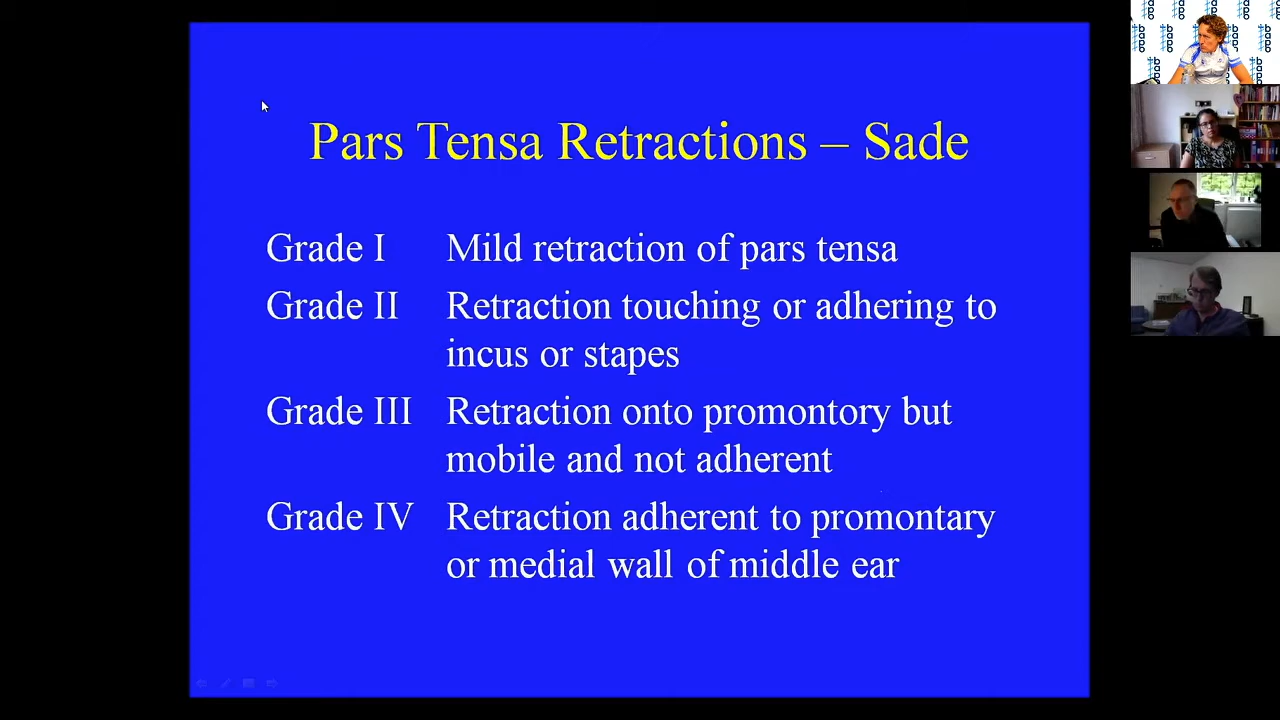 Pars Tensa Retractions – Sade
Grade I Mild retraction of pars tensa
Grade II Retraction touching or adhering to
incus or stapes
Grade III Retraction onto promontory but
mobile and not adherent
Grade IV Retraction adherent to promontary
or medial wall of middle ear